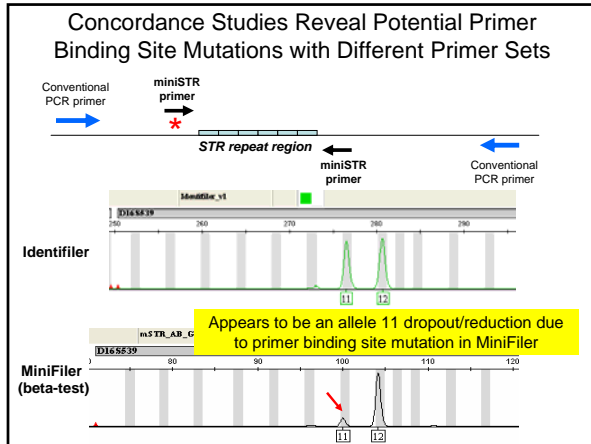 Concordance Studies Reveal Potential Primer
Binding Site Mutations with Different Primer Sets
Conventional
PCR primer
miniSTR
primer
*
STR repeat region
miniSTR
primer
Conventional
PCR primer
Identifiler_v1
D16S539
250 260 270 280 290
Identifiler
11 12
Appears to be an allele 11 dropout/reduction due
to primer binding site mutation in MiniFiler
mSTR_AB_G
D16S539
80 90 100 110
MiniFiler
(beta-test)
11 12